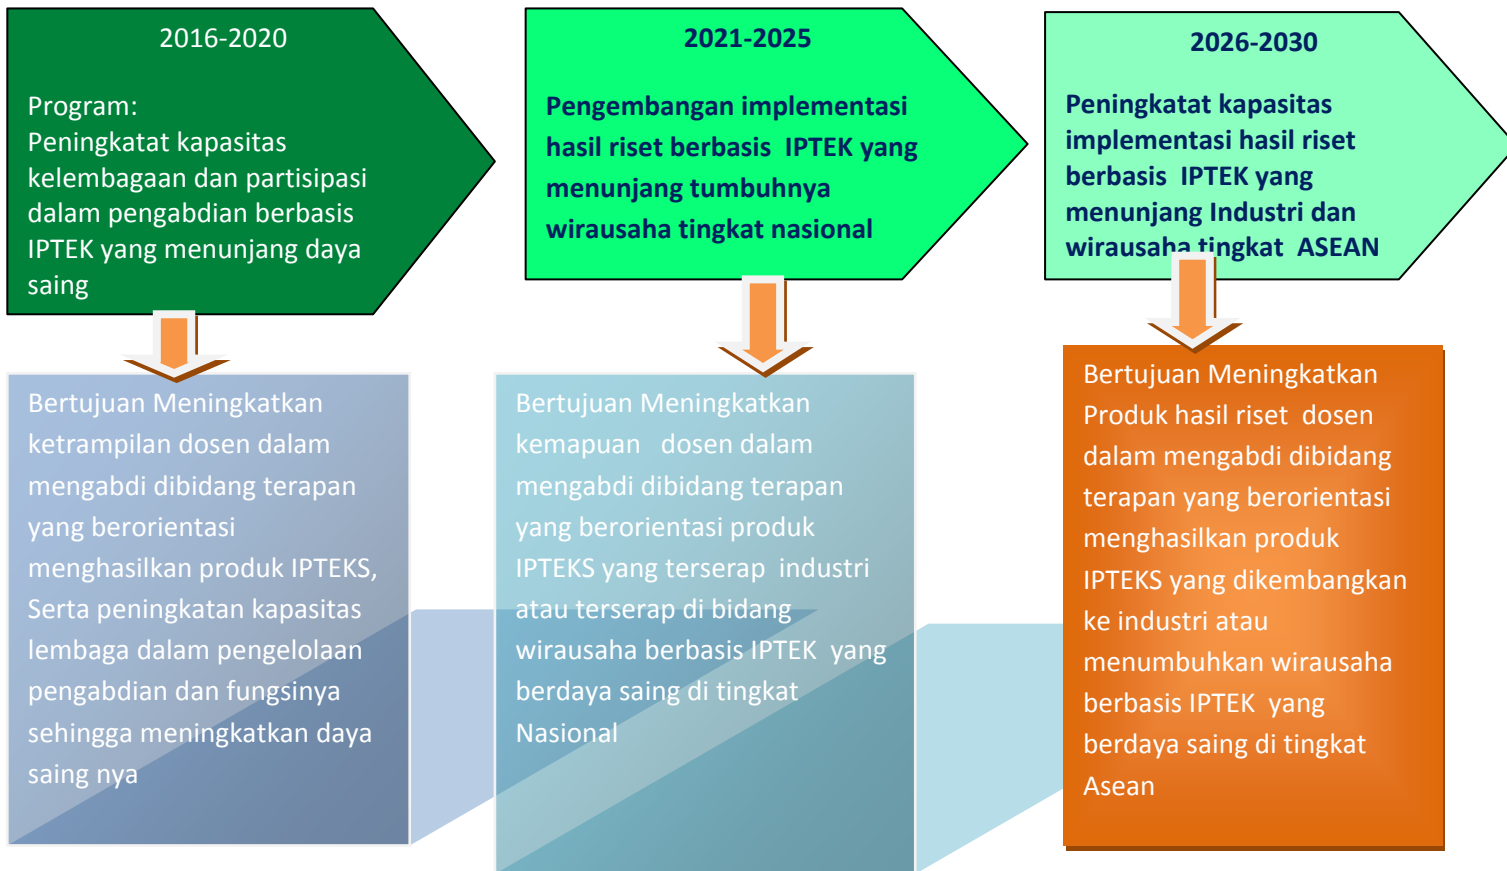 2016-2020
Program:
Peningkatat kapasitas
kelembagaan dan partisipasi
dalam pengabdian berbasis
IPTEK yang menunjang daya
saing
2021-2025
Pengembangan implementasi
hasil riset berbasis IPTEK yang
menunjang tumbuhnya
wirausaha tingkat nasional
2026-2030
Peningkatat kapasitas
implementasi hasil riset
berbasis IPTEK yang
menunjang Industri dan
wirausaha tingkat ASEAN
Bertujuan Meningkatkan
ketrampilan dosen dalam
mengabdi dibidang terapan
yang berorientasi
menghasilkan produk IPTEKS,
Serta peningkatan kapasitas
lembaga dalam pengelolaan
pengabdian dan fungsinya
sehingga meningkatkan daya
saing nya
Bertujuan Meningkatkan
kemapuan dosen dalam
mengabdi dibidang terapan
yang berorientasi produk
IPTEKS yang terserap industri
atau terserap di bidang
wirausaha berbasis IPTEK yang
berdaya saing di tingkat
Nasional
Bertujuan Meningkatkan
Produk hasil riset dosen
dalam mengabdi dibidang
terapan yang berorientasi
menghasilkan produk
IPTEKS yang dikembangkan
ke industri atau
menumbuhkan wirausaha
berbasis IPTEK yang
berdaya saing di tingkat
Asean